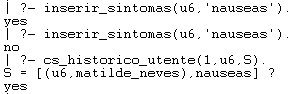 | ?- inserir_sintomas(u6,'nauseas').
yes
| ?- inserir_sintomas(u6,'nauseas').
no
| ?- cs_historico_utente(1,u6,S).
S = [(u6,matilde_neves),nauseas] ?
yes